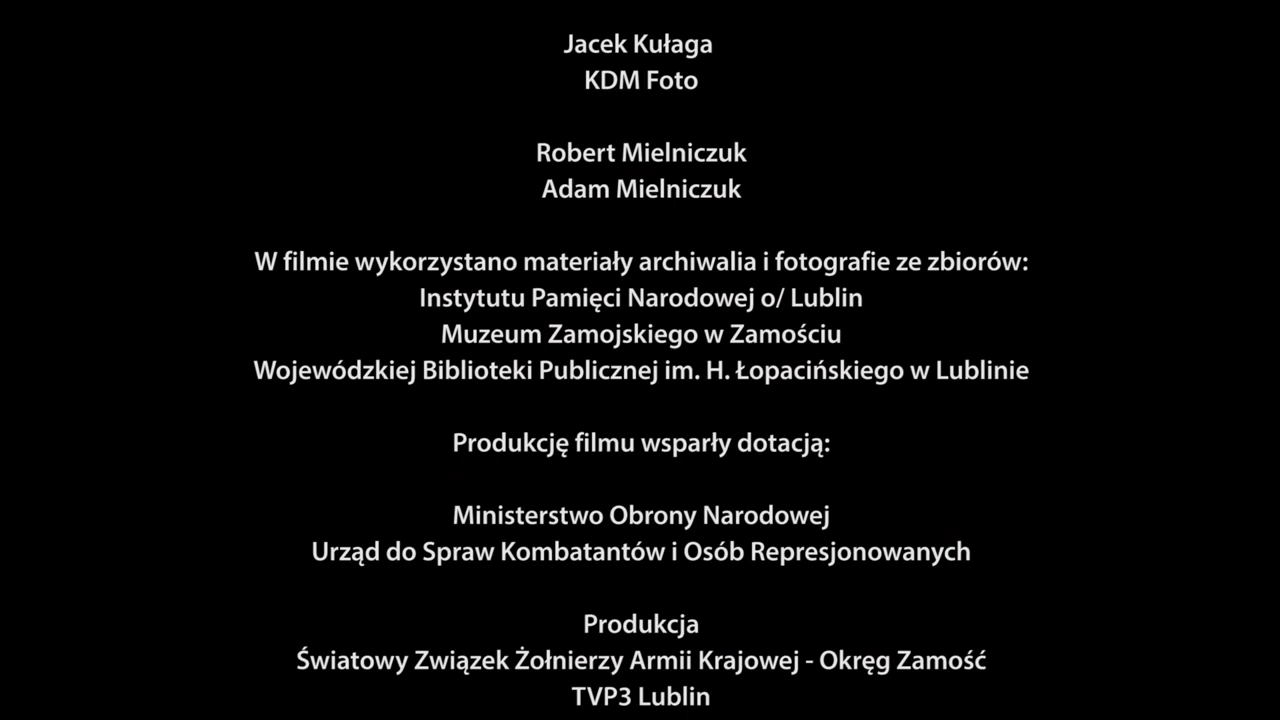 Jacek Kułaga
KDM Foto
Robert Mielniczuk
Adam Mielniczuk
W filmie wykorzystano materiały archiwalia i fotografie ze zbiorów:
Instytutu Pamięci Narodowej o/ Lublin
Muzeum Zamojskiego w Zamościu
Wojewódzkiej Biblioteki Publicznej im. H. Łopacińskiego w Lublinie
Produkcję filmu wsparły dotacją:
Ministerstwo Obrony Narodowej
Urząd do Spraw Kombatantów i Osób Represjonowanych
Produkcja
Światowy Związek Żołnierzy Armii Krajowej - Okręg Zamość
TVP3 Lublin